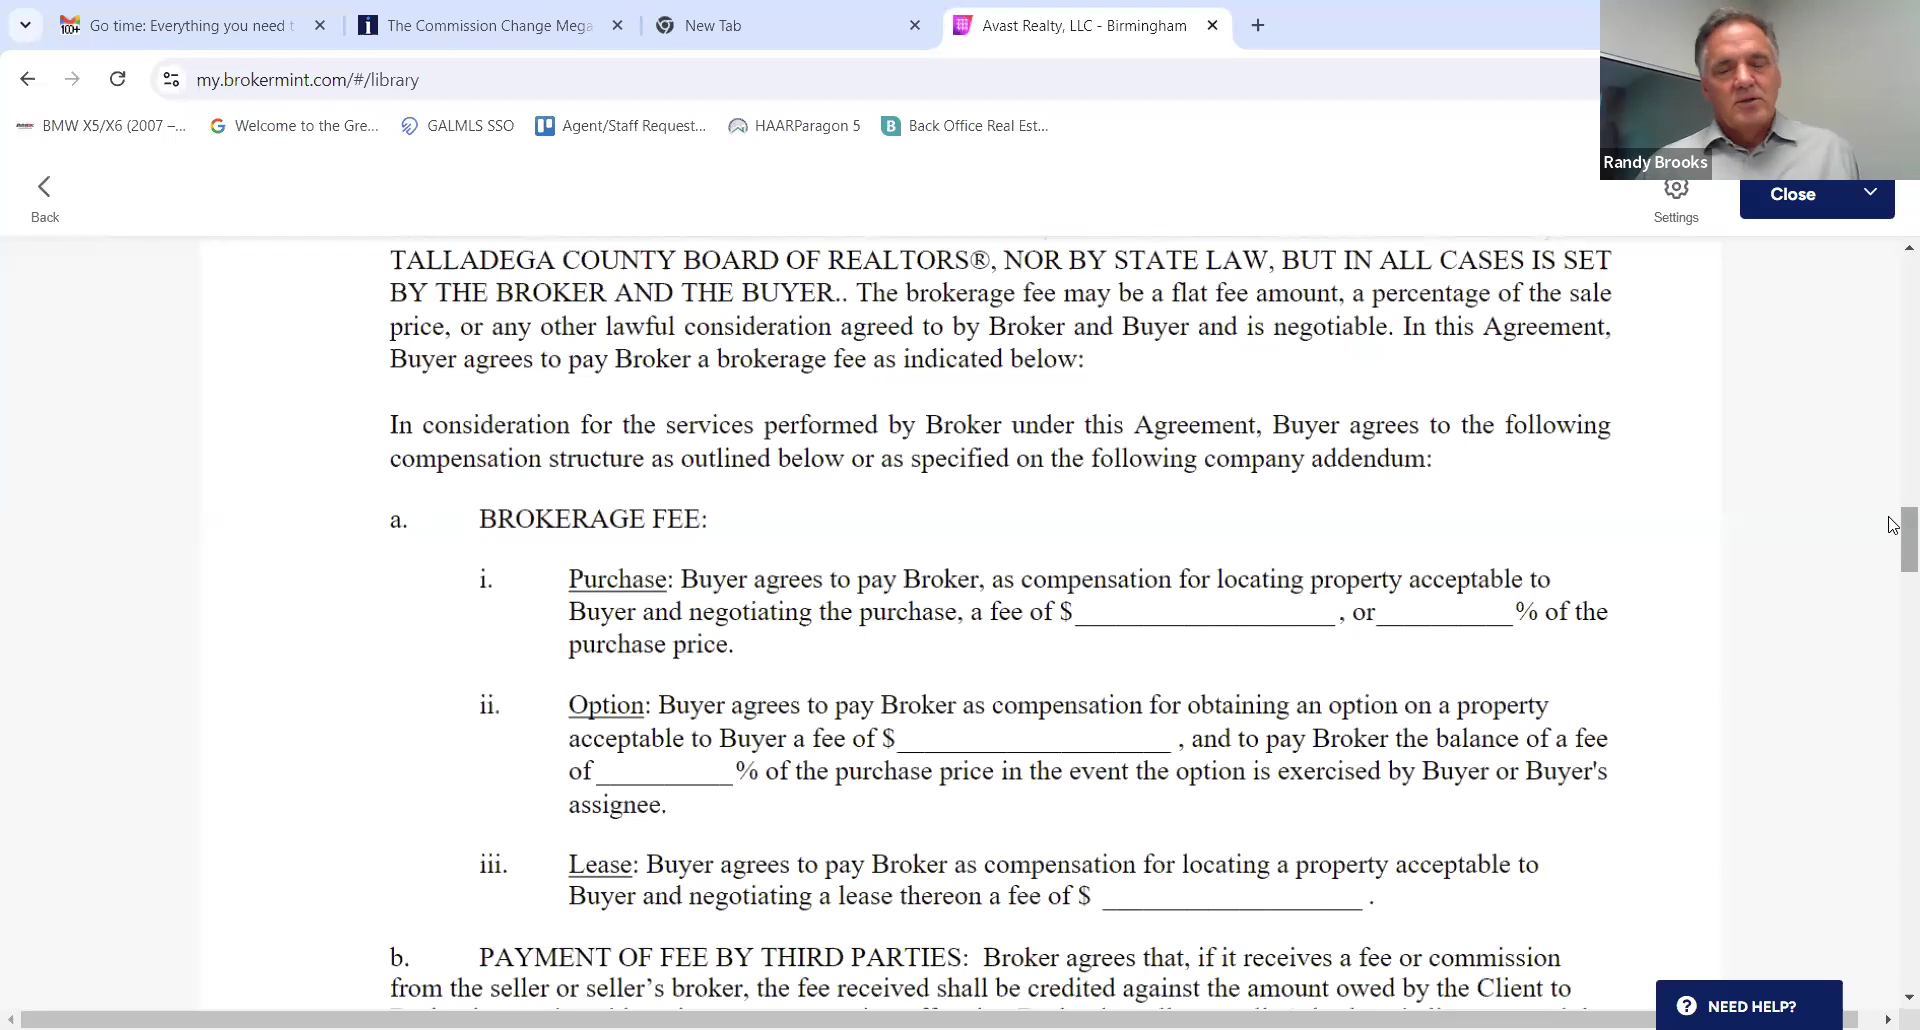 Go time: Everything you need t
The Commission Change Mega
New Tab
Avast Realty, LLC - Birmingham
my.brokermint.com/#/library
BMW X5/X6 (2007 –...
Welcome to the Gre...
GALMLS SSO
Agent/Staff Request...
HAARParagon 5
Back Office Real Est...
Randy Brooks
Back
Settings
Close
TALLADEGA COUNTY BOARD OF REALTORS®, NOR BY STATE LAW, BUT IN ALL CASES IS SET
BY THE BROKER AND THE BUYER.. The brokerage fee may be a flat fee amount, a percentage of the sale
price, or any other lawful consideration agreed to by Broker and Buyer and is negotiable. In this Agreement,
Buyer agrees to pay Broker a brokerage fee as indicated below:
In consideration for the services performed by Broker under this Agreement, Buyer agrees to the following
compensation structure as outlined below or as specified on the following company addendum:
a. BROKERAGE FEE:
i. Purchase: Buyer agrees to pay Broker, as compensation for locating property acceptable to
Buyer and negotiating the purchase, a fee of $___________________, or__________% of the
purchase price.
ii. Option: Buyer agrees to pay Broker as compensation for obtaining an option on a property
acceptable to Buyer a fee of $____________________ , and to pay Broker the balance of a fee
of__________% of the purchase price in the event the option is exercised by Buyer or Buyer's
assignee.
iii. Lease: Buyer agrees to pay Broker as compensation for locating a property acceptable to
Buyer and negotiating a lease thereon a fee of $ ___________________ .
b. PAYMENT OF FEE BY THIRD PARTIES: Broker agrees that, if it receives a fee or commission
from the seller or seller’s broker, the fee received shall be credited against the amount owed by the Client to
NEED HELP?